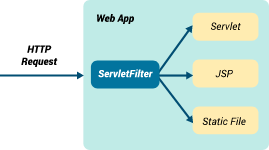 Web App
HTTP
Request
ServletFilter
Servlet
JSP
Static File